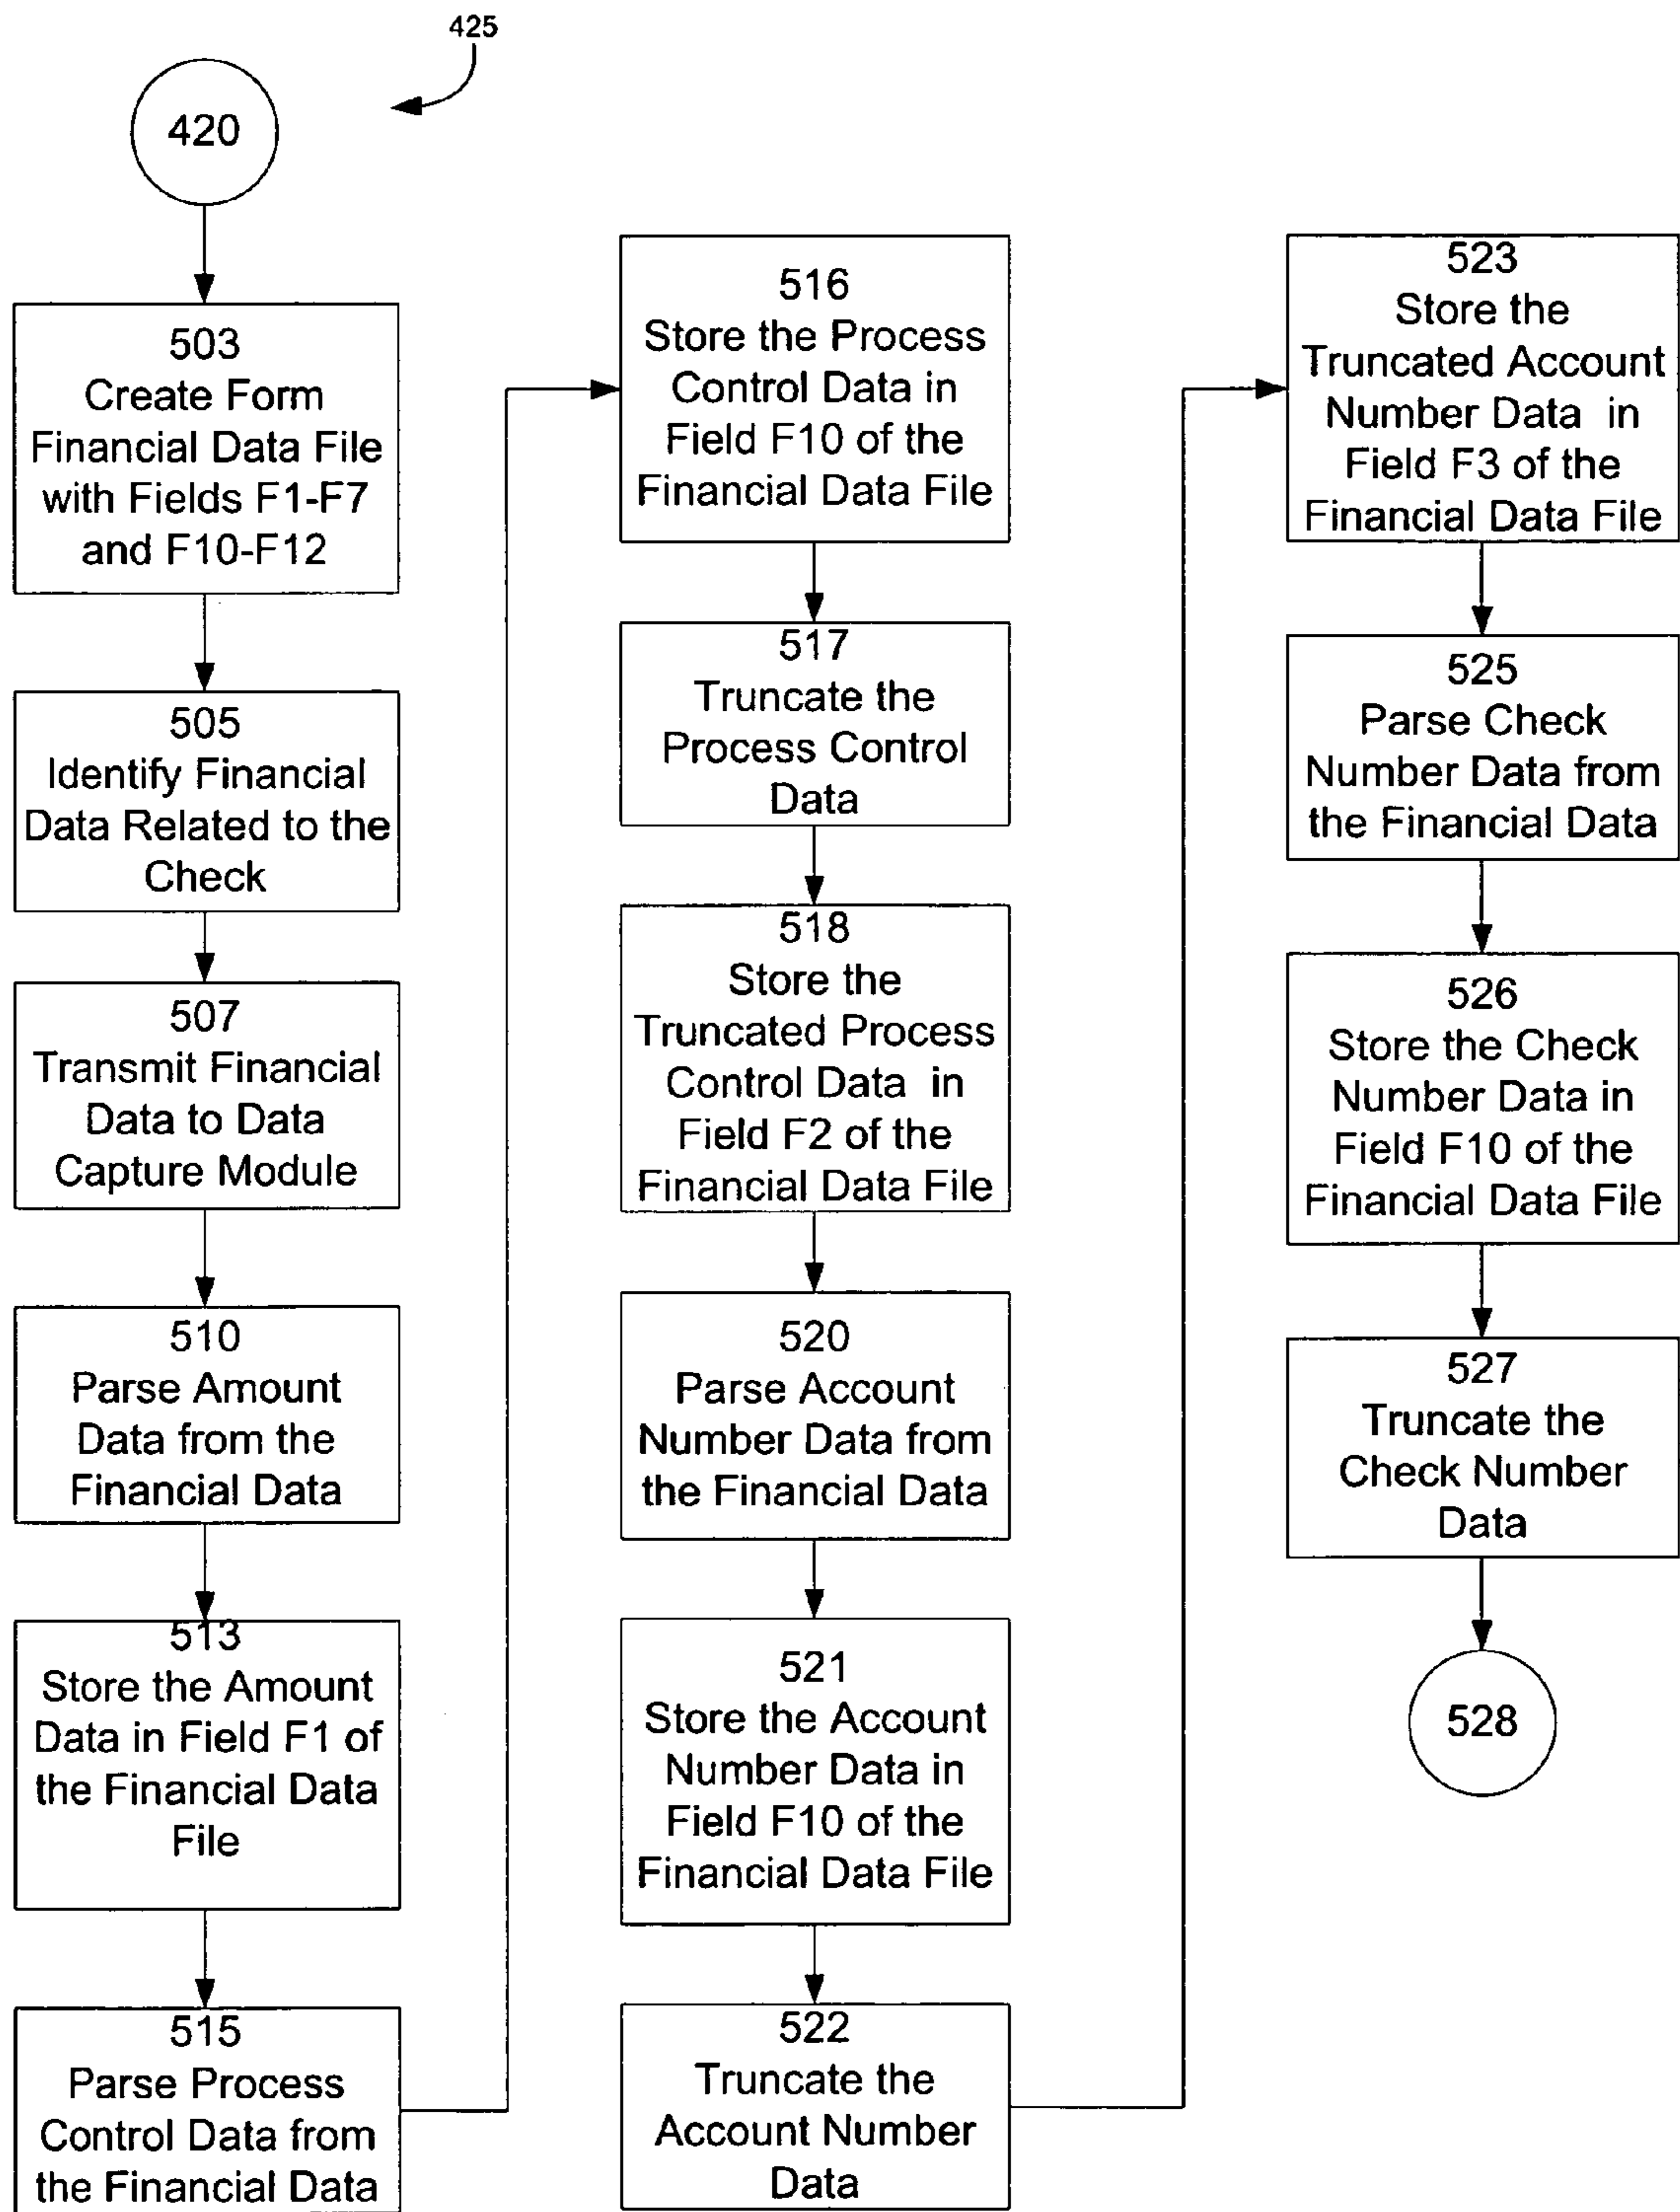 425
420
503
Create Form
Financial Data File
with Fields F1-F7
and F10-F12
505
Identify Financial
Data Related to the
Check
507
Transmit Financial
Data to Data
Capture Module
510
Parse Amount
Data from the
Financial Data
513
Store the Amount
Data in Field F1 of
the Financial Data
File
515
Parse Process
Control Data from
the Financial Data
516
Store the Process
Control Data in
Field F10 of the
Financial Data File
517
Truncate the
Process Control
Data
518
Store the
Truncated Process
Control Data in
Field F2 of the
Financial Data File
520
Parse Account
Number Data from
the Financial Data
521
Store the Account
Number Data in
Field F10 of the
Financial Data File
522
Truncate the
Account Number
Data
523
Store the
Truncated Account
Number Data in
Field F3 of the
Financial Data File
525
Parse Check
Number Data from
the Financial Data
526
Store the Check
Number Data in
Field F10 of the
Financial Data File
527
Truncate the
Check Number
Data
528